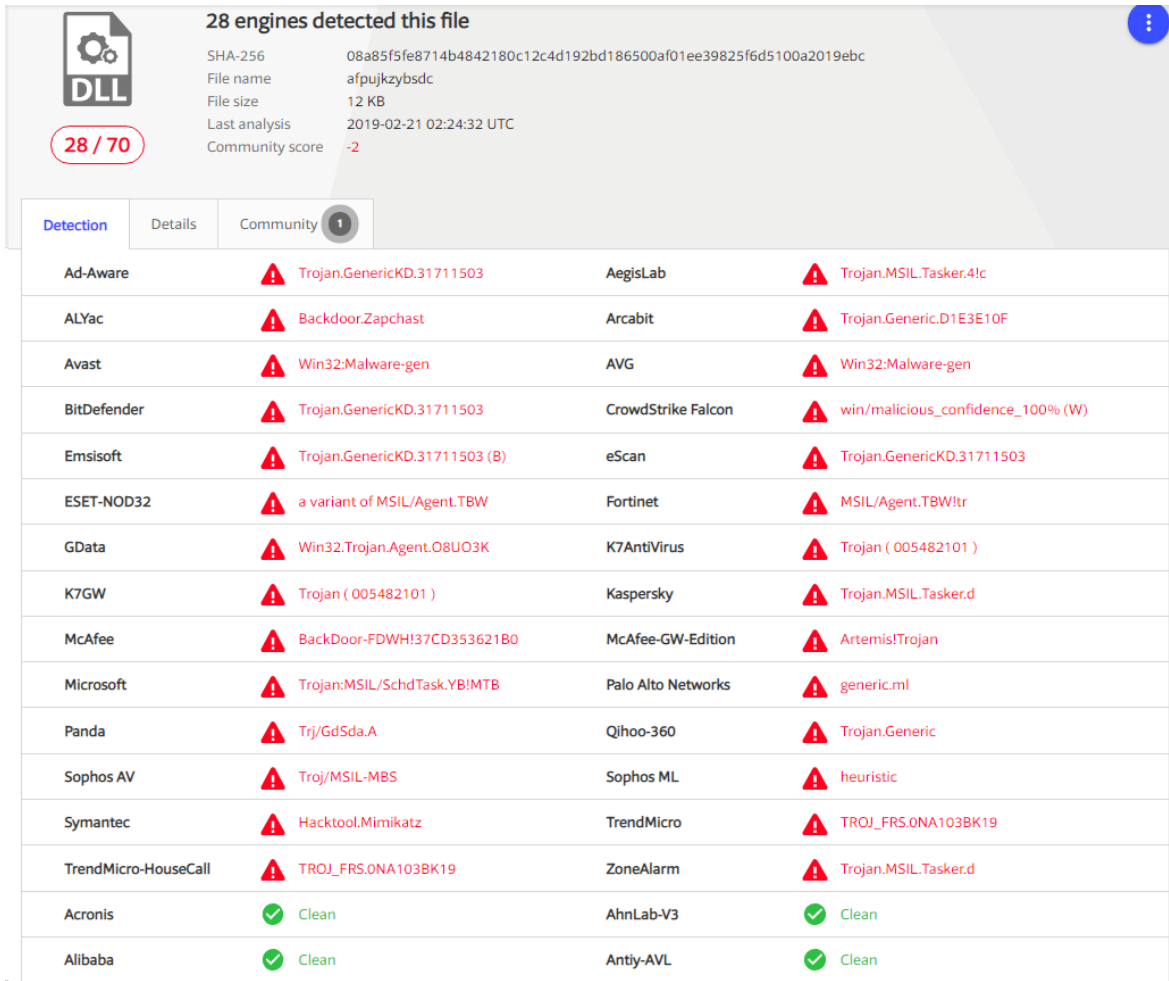 28 engines detected this file
SHA-256 08a85f5fe8714b4842180c12c4d192bd186500af01ee39825f6d5100a2019ebc
File name afpujkzybsdc
File size 12 KB
Last analysis 2019-02-21 02:24:32 UTC
Community score -2
DLL
28 / 70
Detection Details Community 1
Ad-Aware Trojan.GenericKD.31711503 AegisLab Trojan.MSIL.Tasker.4!c
ALYac Backdoor.Zapchast Arcabit Trojan.Generic.D1E3E10F
Avast Win32:Malware-gen AVG Win32:Malware-gen
BitDefender Trojan.GenericKD.31711503 CrowdStrike Falcon win/malicious_confidence_100% (W)
Emsisoft Trojan.GenericKD.31711503 (B) eScan Trojan.GenericKD.31711503
ESET-NOD32 a variant of MSIL/Agent.TBW Fortinet MSIL/Agent.TBW!tr
GData Win32.Trojan.Agent.O8UO3K K7AntiVirus Trojan ( 005482101 )
K7GW Trojan ( 005482101 ) Kaspersky Trojan.MSIL.Tasker.d
McAfee BackDoor-FDWH!37CD353621B0 McAfee-GW-Edition Artemis!Trojan
Microsoft Trojan:MSIL/SchdTask.YB!MTB Palo Alto Networks generic.ml
Panda Trj/GdSda.A Qihoo-360 Trojan.Generic
Sophos AV Troj/MSIL-MBS Sophos ML heuristic
Symantec Hacktool.Mimikatz TrendMicro TROJ_FRS.0NA103BK19
TrendMicro-HouseCall TROJ_FRS.0NA103BK19 ZoneAlarm Trojan.MSIL.Tasker.d
Acronis Clean AhnLab-V3 Clean
Alibaba Clean Antiy-AVL Clean